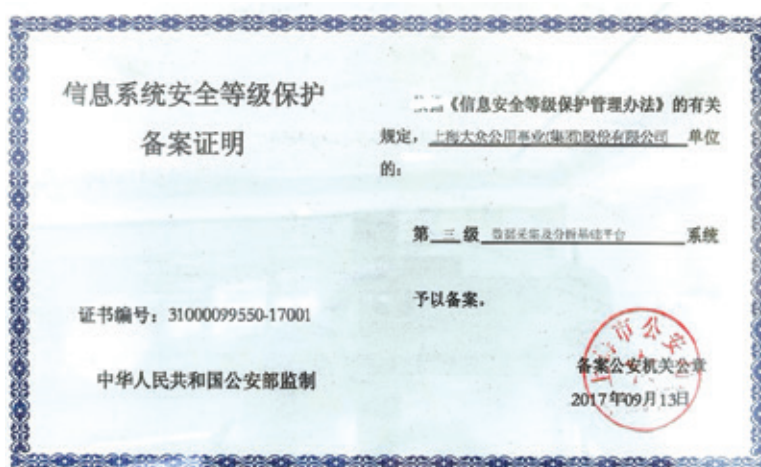 信息系统安全等级保护
备案证明
证书编号：31000099550-17001
中华人民共和国公安部监制
《信息安全等级保护管理办法》的有关
规定，上海大众公用事业(集团)股份有限公司 单位
的：
第 三 级 数据采集及分析基础平台 系统
予以备案。
备案公安机关公章
2017年09月13日
市公安